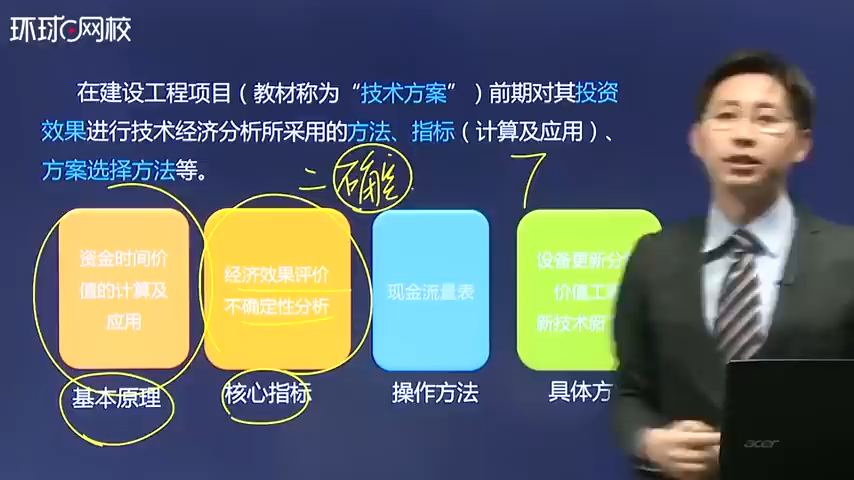 环球网校
在建设工程项目（教材称为“技术方案”）前期对其投资
效果进行技术经济分析所采用的方法、指标（计算及应用）、
方案选择方法等。
二 确定
资金时间价
值的计算及
应用
经济效果评价
不确定性分析
现金流量表
设备更新分
价值工
新技术
基本原理
核心指标
操作方法
具体方
acer